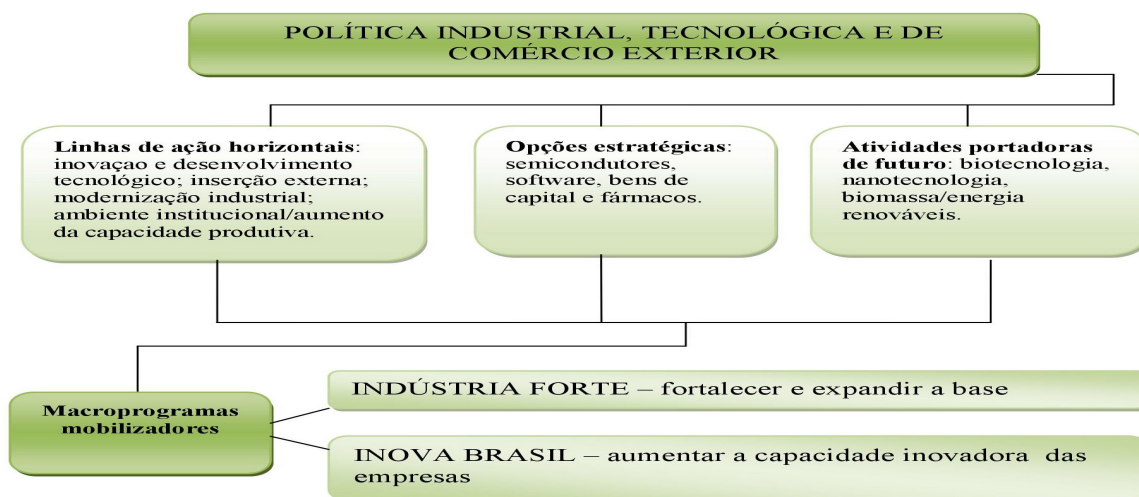 POLÍTICA INDUSTRIAL, TECNOLÓGICA E DE
COMÉRCIO EXTERIOR
Linhas de ação horizontais:
inovaçao e desenvolvimento
tecnológico; inserção externa;
modernização industrial;
ambiente institucional/aumento
da capacidade produtiva.
Opções estratégicas:
semicondutores,
software, bens de
capital e fármacos.
Atividades portadoras
de futuro: biotecnologia,
nanotecnologia,
biomassa/energia
renováveis.
Macroprogramas
mobilizadores
INDÚSTRIA FORTE – fortalecer e expandir a base
INOVA BRASIL – aumentar a capacidade inovadora das
empresas